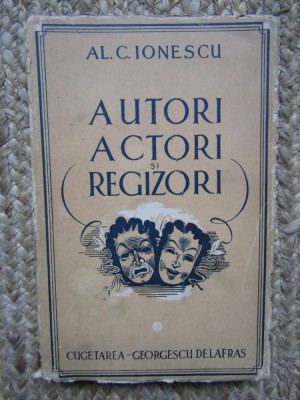 AL. C. IONESCU
AUTORI
ACTORI
ȘI
REGIZORI
CUGETAREA - GEORGESCU DELAFRAS